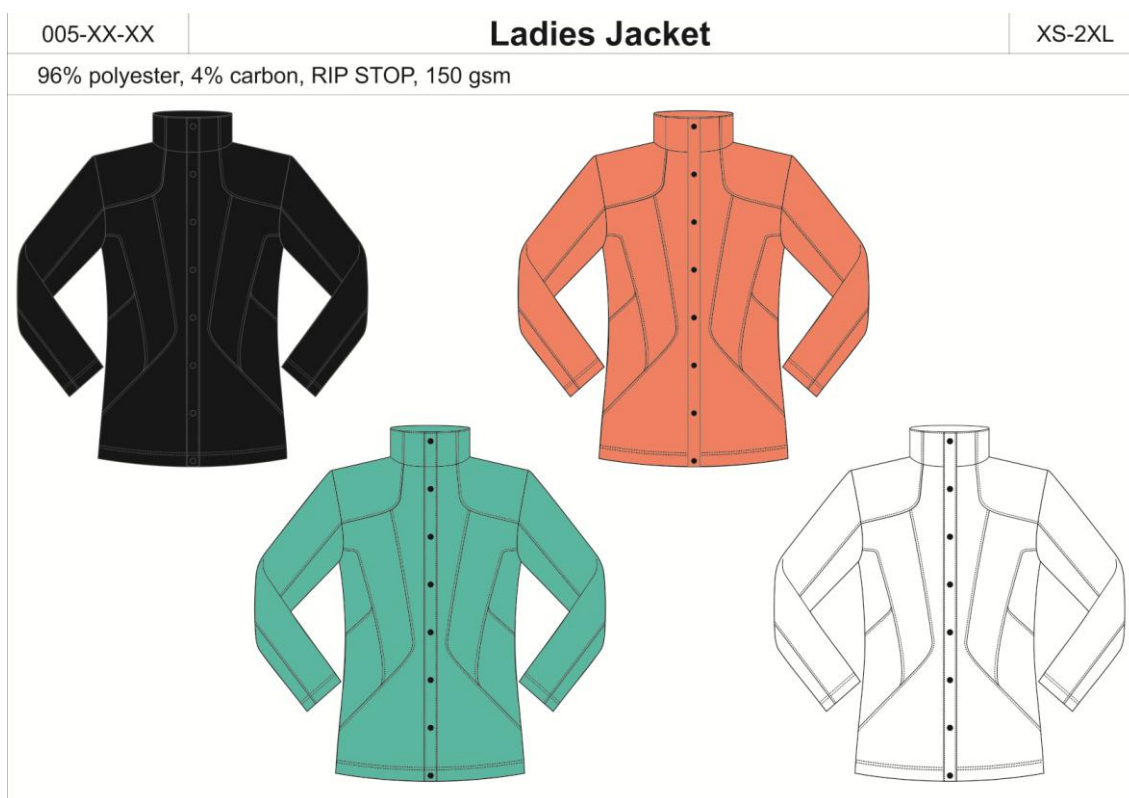 005-XX-XX
Ladies Jacket
XS-2XL
96% polyester, 4% carbon, RIP STOP, 150 gsm